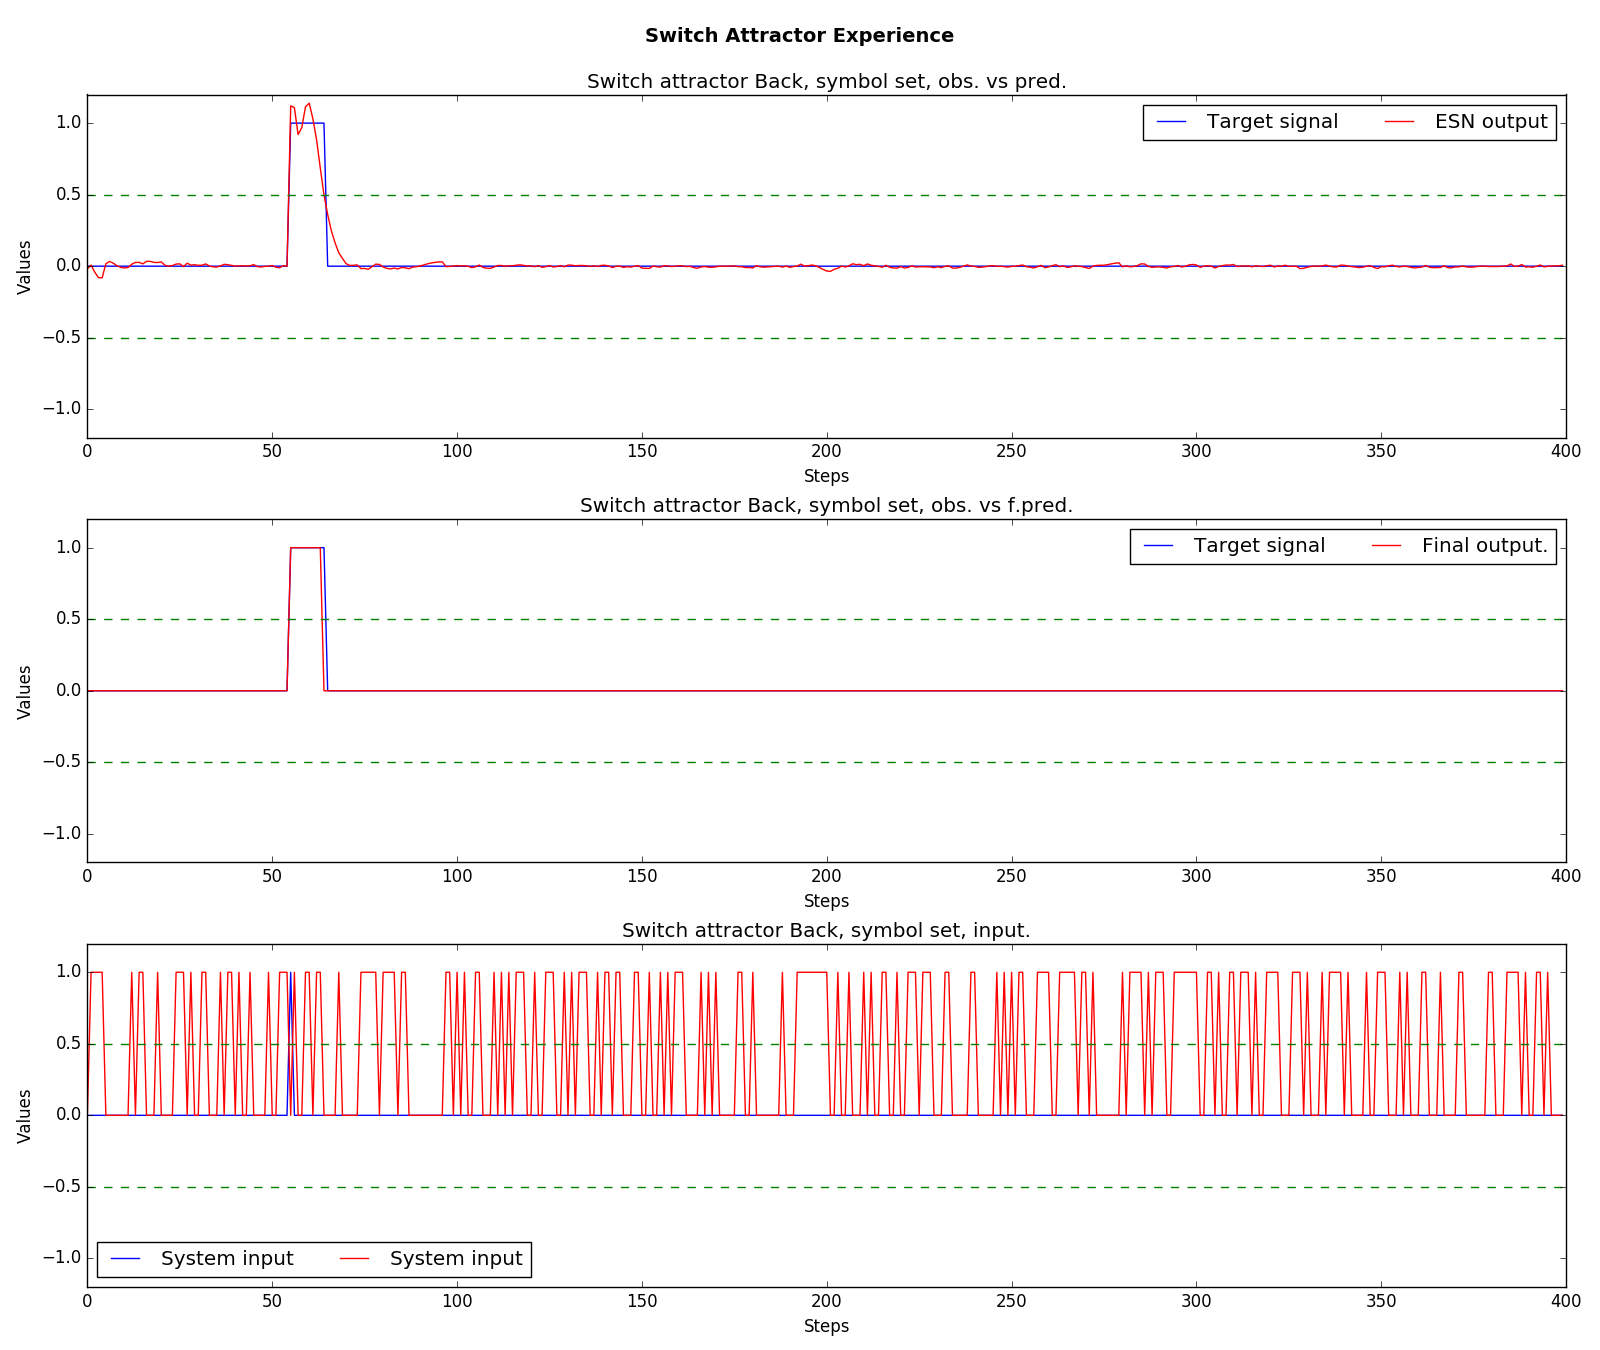 Switch Attractor Experience
Switch attractor Back, symbol set, obs. vs pred.
Target signal ESN output
1.0
0.5
0.0
−0.5
−1.0
Values
0 50 100 150 200 250 300 350 400
Steps
Switch attractor Back, symbol set, obs. vs f.pred.
Target signal Final output.
1.0
0.5
0.0
−0.5
−1.0
Values
0 50 100 150 200 250 300 350 400
Steps
Switch attractor Back, symbol set, input.
1.0
0.5
0.0
−0.5
−1.0
Values
System input System input
0 50 100 150 200 250 300 350 400
Steps